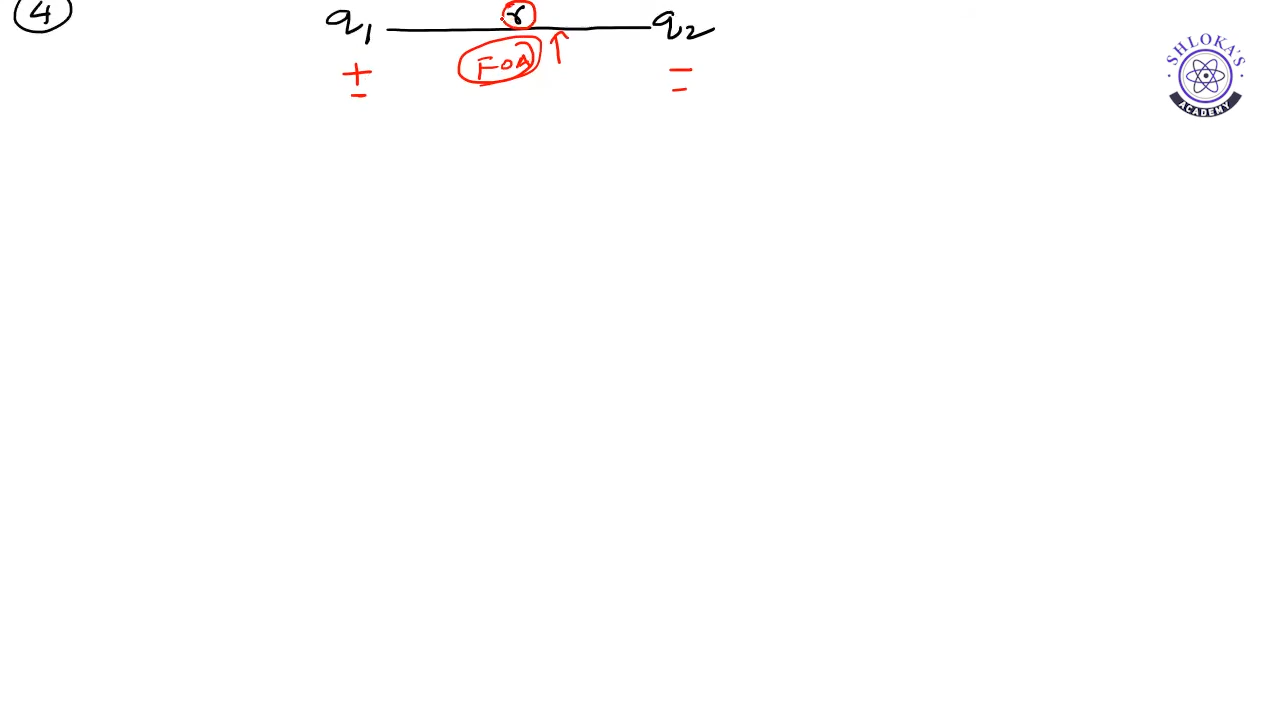 4 q₁ r q₂
FOA ↑
+ −
− −
SHLOKA'S
ACADEMY